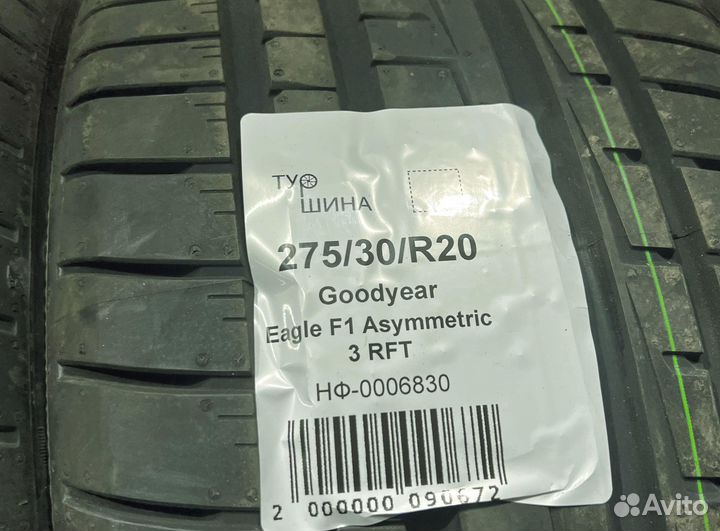 ТУР
ШИНА
275/30/R20
Goodyear
Eagle F1 Asymmetric
3 RFT
НФ-0006830
2 000000 090672
Avito